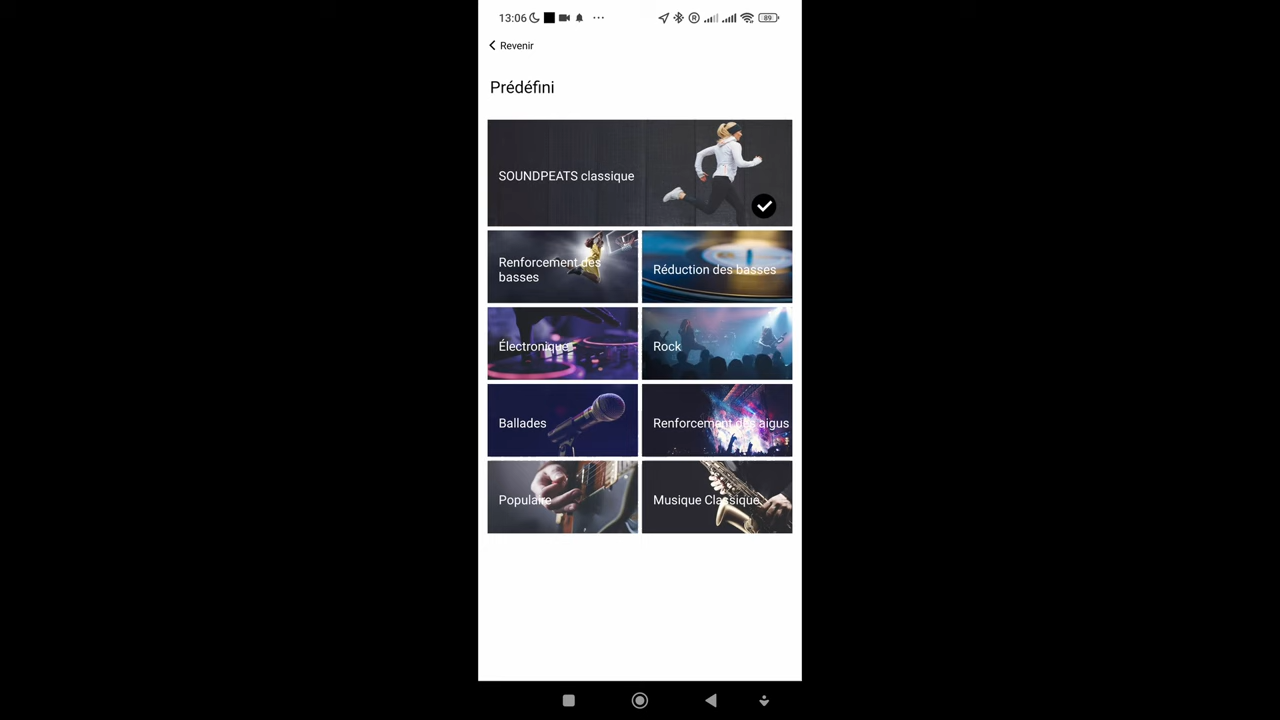 13:06
89
Revenir
Prédéfini
SOUNDPEATS classique
Renforcement des
basses
Réduction des basses
Électronique
Rock
Ballades
Renforcement des aigus
Populaire
Musique Classique